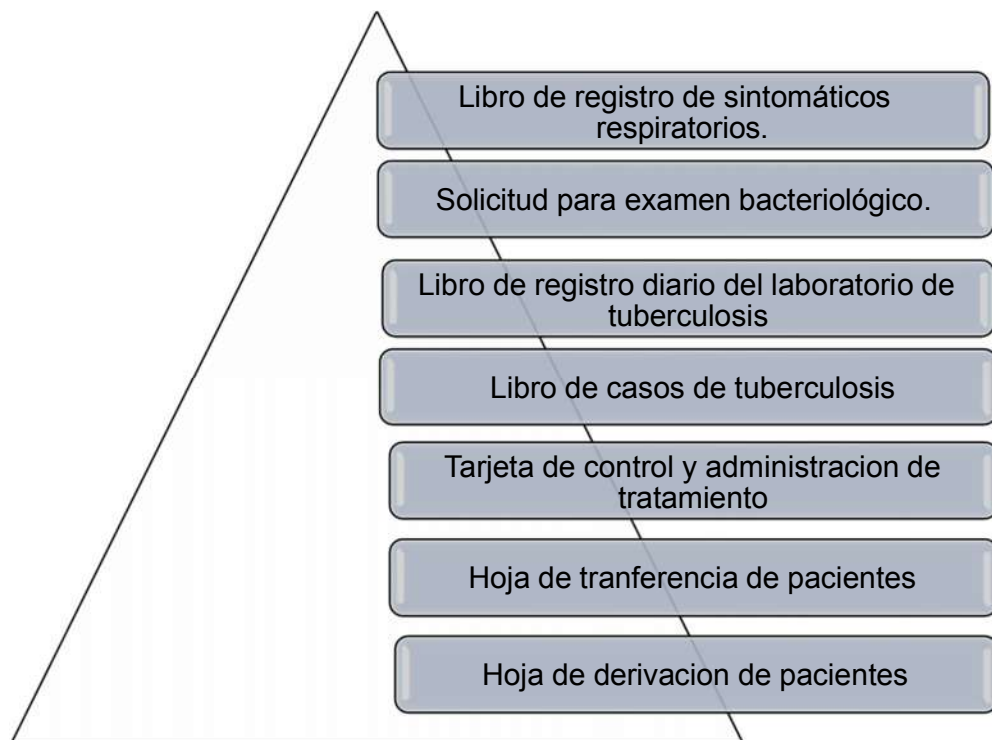 Libro de registro de sintomáticos
respiratorios.
Solicitud para examen bacteriológico.
Libro de registro diario del laboratorio de
tuberculosis
Libro de casos de tuberculosis
Tarjeta de control y administracion de
tratamiento
Hoja de tranferencia de pacientes
Hoja de derivacion de pacientes